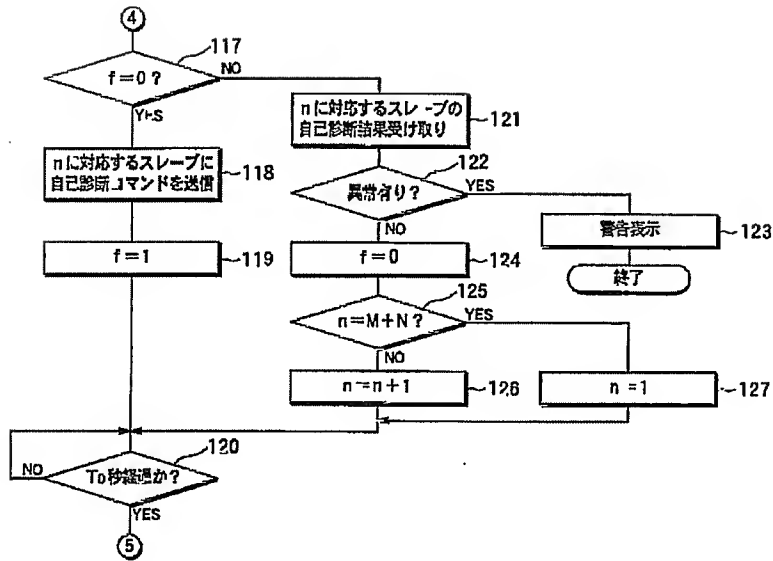 ④
117
f=0?
NO
YES
nに対応するスレーブの
自己診断結果受け取り
121
nに対応するスレーブに
自己診断コマンドを送信
118
122
異常有り?
YES
NO
警告表示
123
f=1
119
f=0
124
終了
125
n=M+N?
YES
NO
n=n+1
126
n=1
127
120
NO
To秒経過か?
YES
⑤